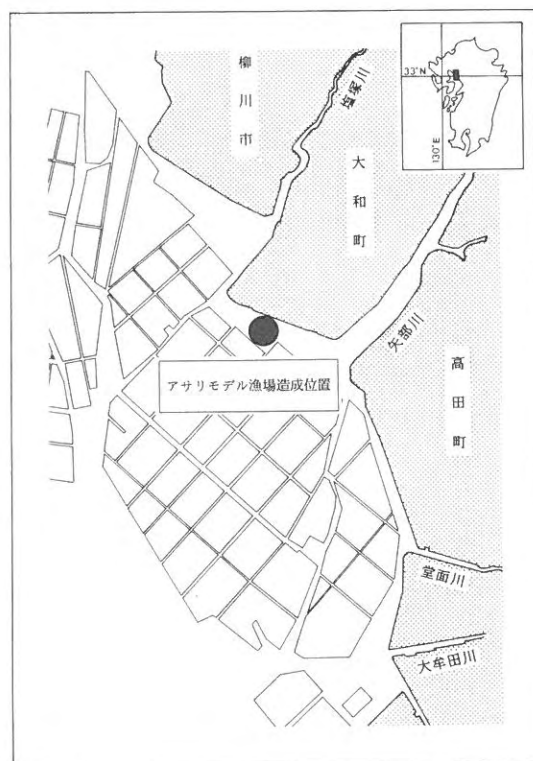 柳川市
塩塚川
大和町
33°N
130°E
矢部川
アサリモデル漁場造成位置
高田町
堂面川
大牟田川